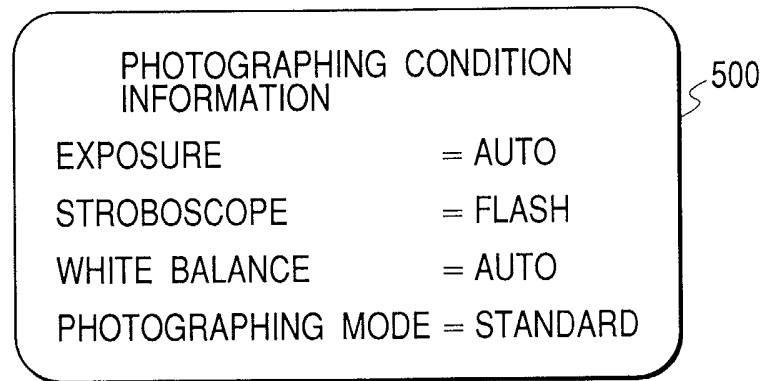 PHOTOGRAPHING CONDITION
INFORMATION
500
EXPOSURE = AUTO
STROBOSCOPE = FLASH
WHITE BALANCE = AUTO
PHOTOGRAPHING MODE = STANDARD